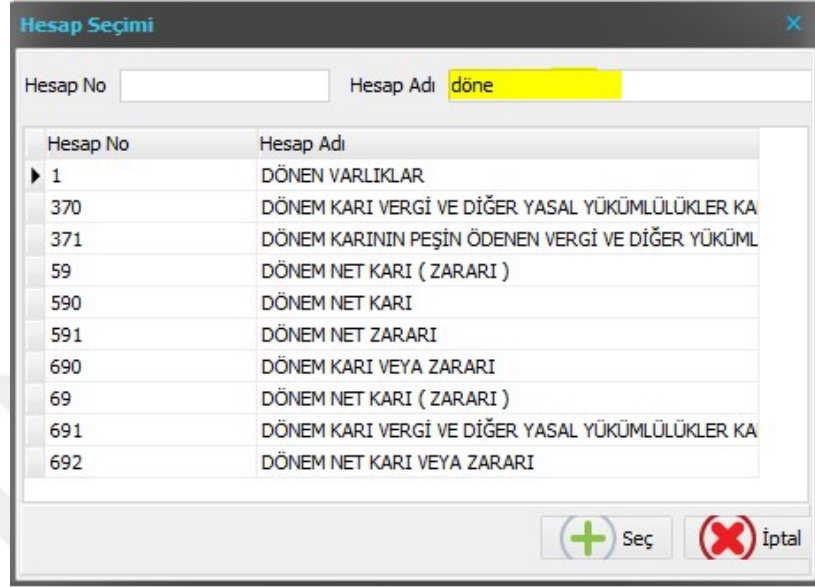 Hesap Seçimi
Hesap No Hesap Adı döne
Hesap No Hesap Adı
1 DÖNEN VARLIKLAR
370 DÖNEM KARI VERGİ VE DİĞER YASAL YÜKÜMLÜLÜKLER KA
371 DÖNEM KARININ PEŞİN ÖDENEN VERGİ VE DİĞER YÜKÜML
59 DÖNEM NET KARI ( ZARARI )
590 DÖNEM NET KARI
591 DÖNEM NET ZARARI
690 DÖNEM KARI VEYA ZARARI
69 DÖNEM NET KARI ( ZARARI )
691 DÖNEM KARI VERGİ VE DİĞER YASAL YÜKÜMLÜLÜKLER KA
692 DÖNEM NET KARI VEYA ZARARI
Seç İptal